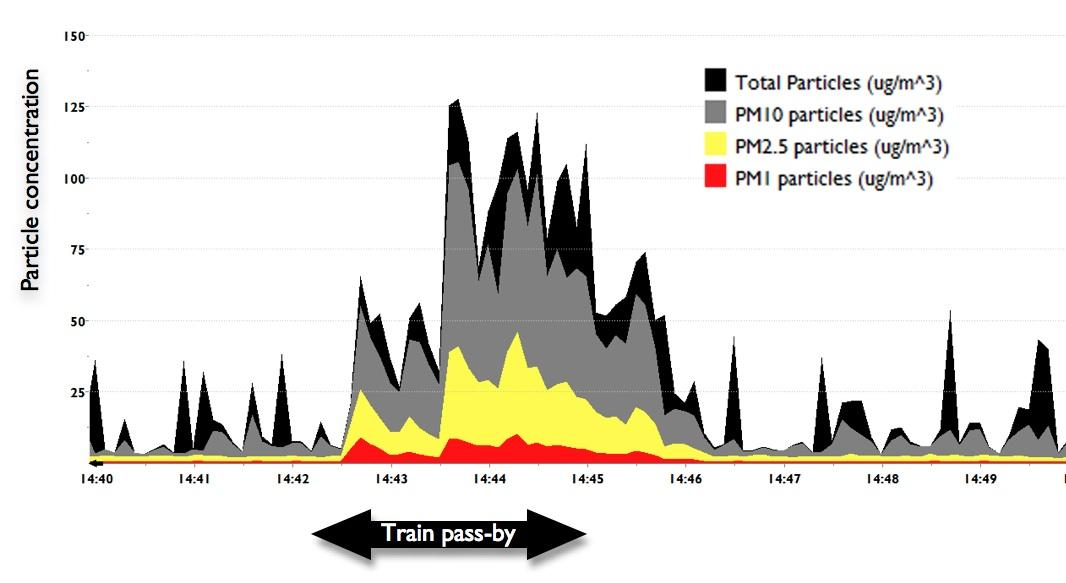 150
125
100
75
50
25
Particle concentration
Total Particles (ug/m^3)
PM10 particles (ug/m^3)
PM2.5 particles (ug/m^3)
PM1 particles (ug/m^3)
14:40 14:41 14:42 14:43 14:44 14:45 14:46 14:47 14:48 14:49
Train pass-by